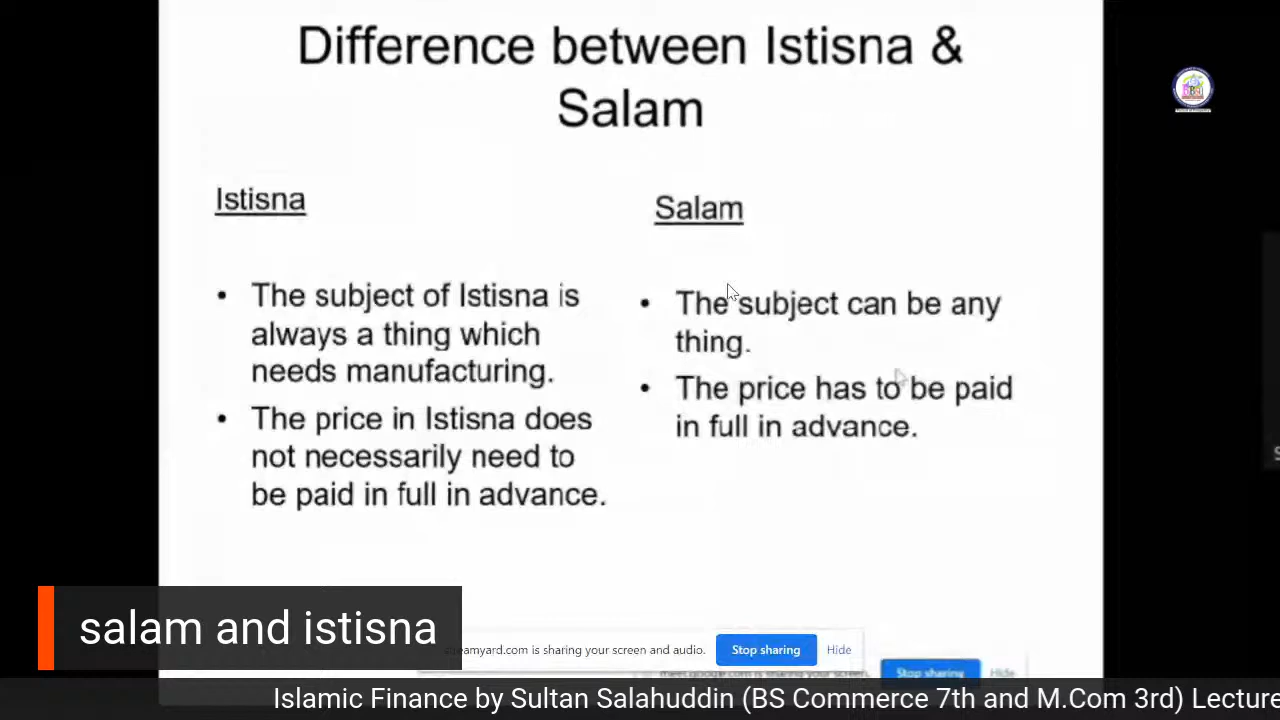 Difference between Istisna &
Salam
Istisna
• The subject of Istisna is
always a thing which
needs manufacturing.
• The price in Istisna does
not necessarily need to
be paid in full in advance.
Salam
• The subject can be any
thing.
• The price has to be paid
in full in advance.
salam and istisna
is sharing your screen and audio.
Stop sharing
Hide
meet.google.com is sharing your screen
Stop sharing
Hide
Islamic Finance by Sultan Salahuddin (BS Commerce 7th and M.Com 3rd) Lecture